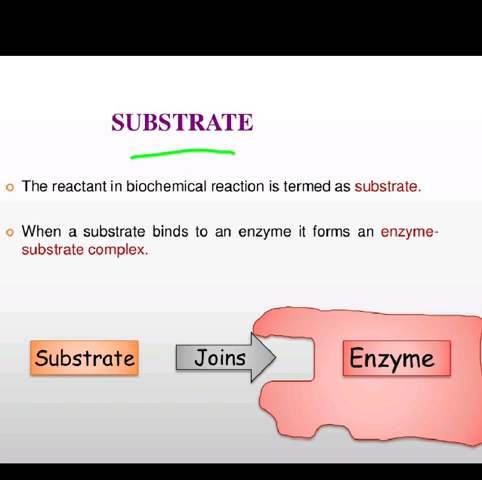 SUBSTRATE
The reactant in biochemical reaction is termed as substrate.
When a substrate binds to an enzyme it forms an enzyme-
substrate complex.
Substrate
Joins
Enzyme